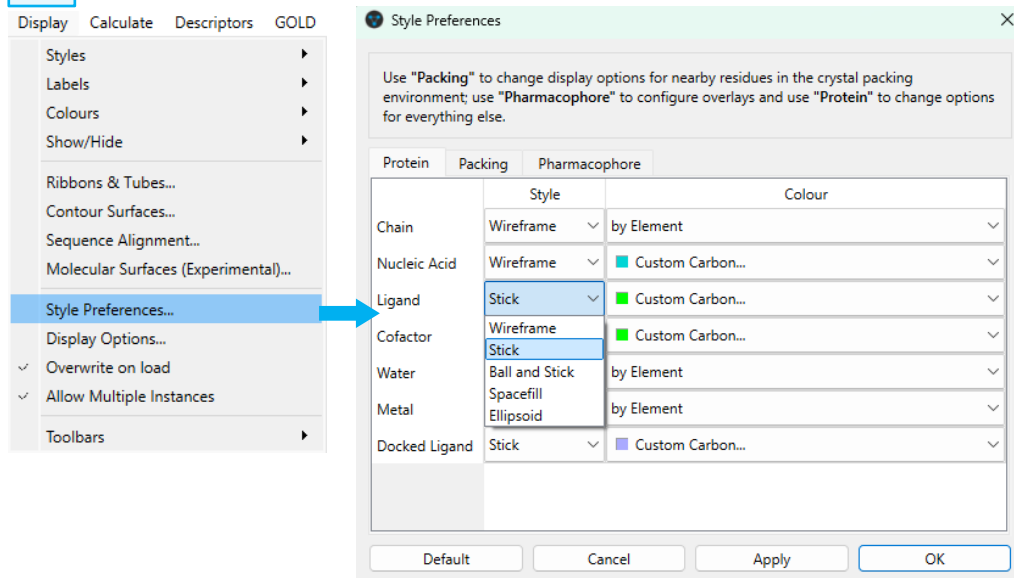 Display Calculate Descriptors GOLD
Styles
Labels
Colours
Show/Hide
Ribbons & Tubes...
Contour Surfaces...
Sequence Alignment...
Molecular Surfaces (Experimental)...
Style Preferences...
Display Options...
Overwrite on load
Allow Multiple Instances
Toolbars
Style Preferences
Use "Packing" to change display options for nearby residues in the crystal packing
environment; use "Pharmacophore" to configure overlays and use "Protein" to change options
for everything else.
Protein Packing Pharmacophore
Style Colour
Chain Wireframe by Element
Nucleic Acid Wireframe Custom Carbon...
Ligand Stick Custom Carbon...
Wireframe
Cofactor Custom Carbon...
Stick
Water Ball and Stick by Element
Spacefill
Metal by Element
Ellipsoid
Docked Ligand Stick Custom Carbon...
Default Cancel Apply OK